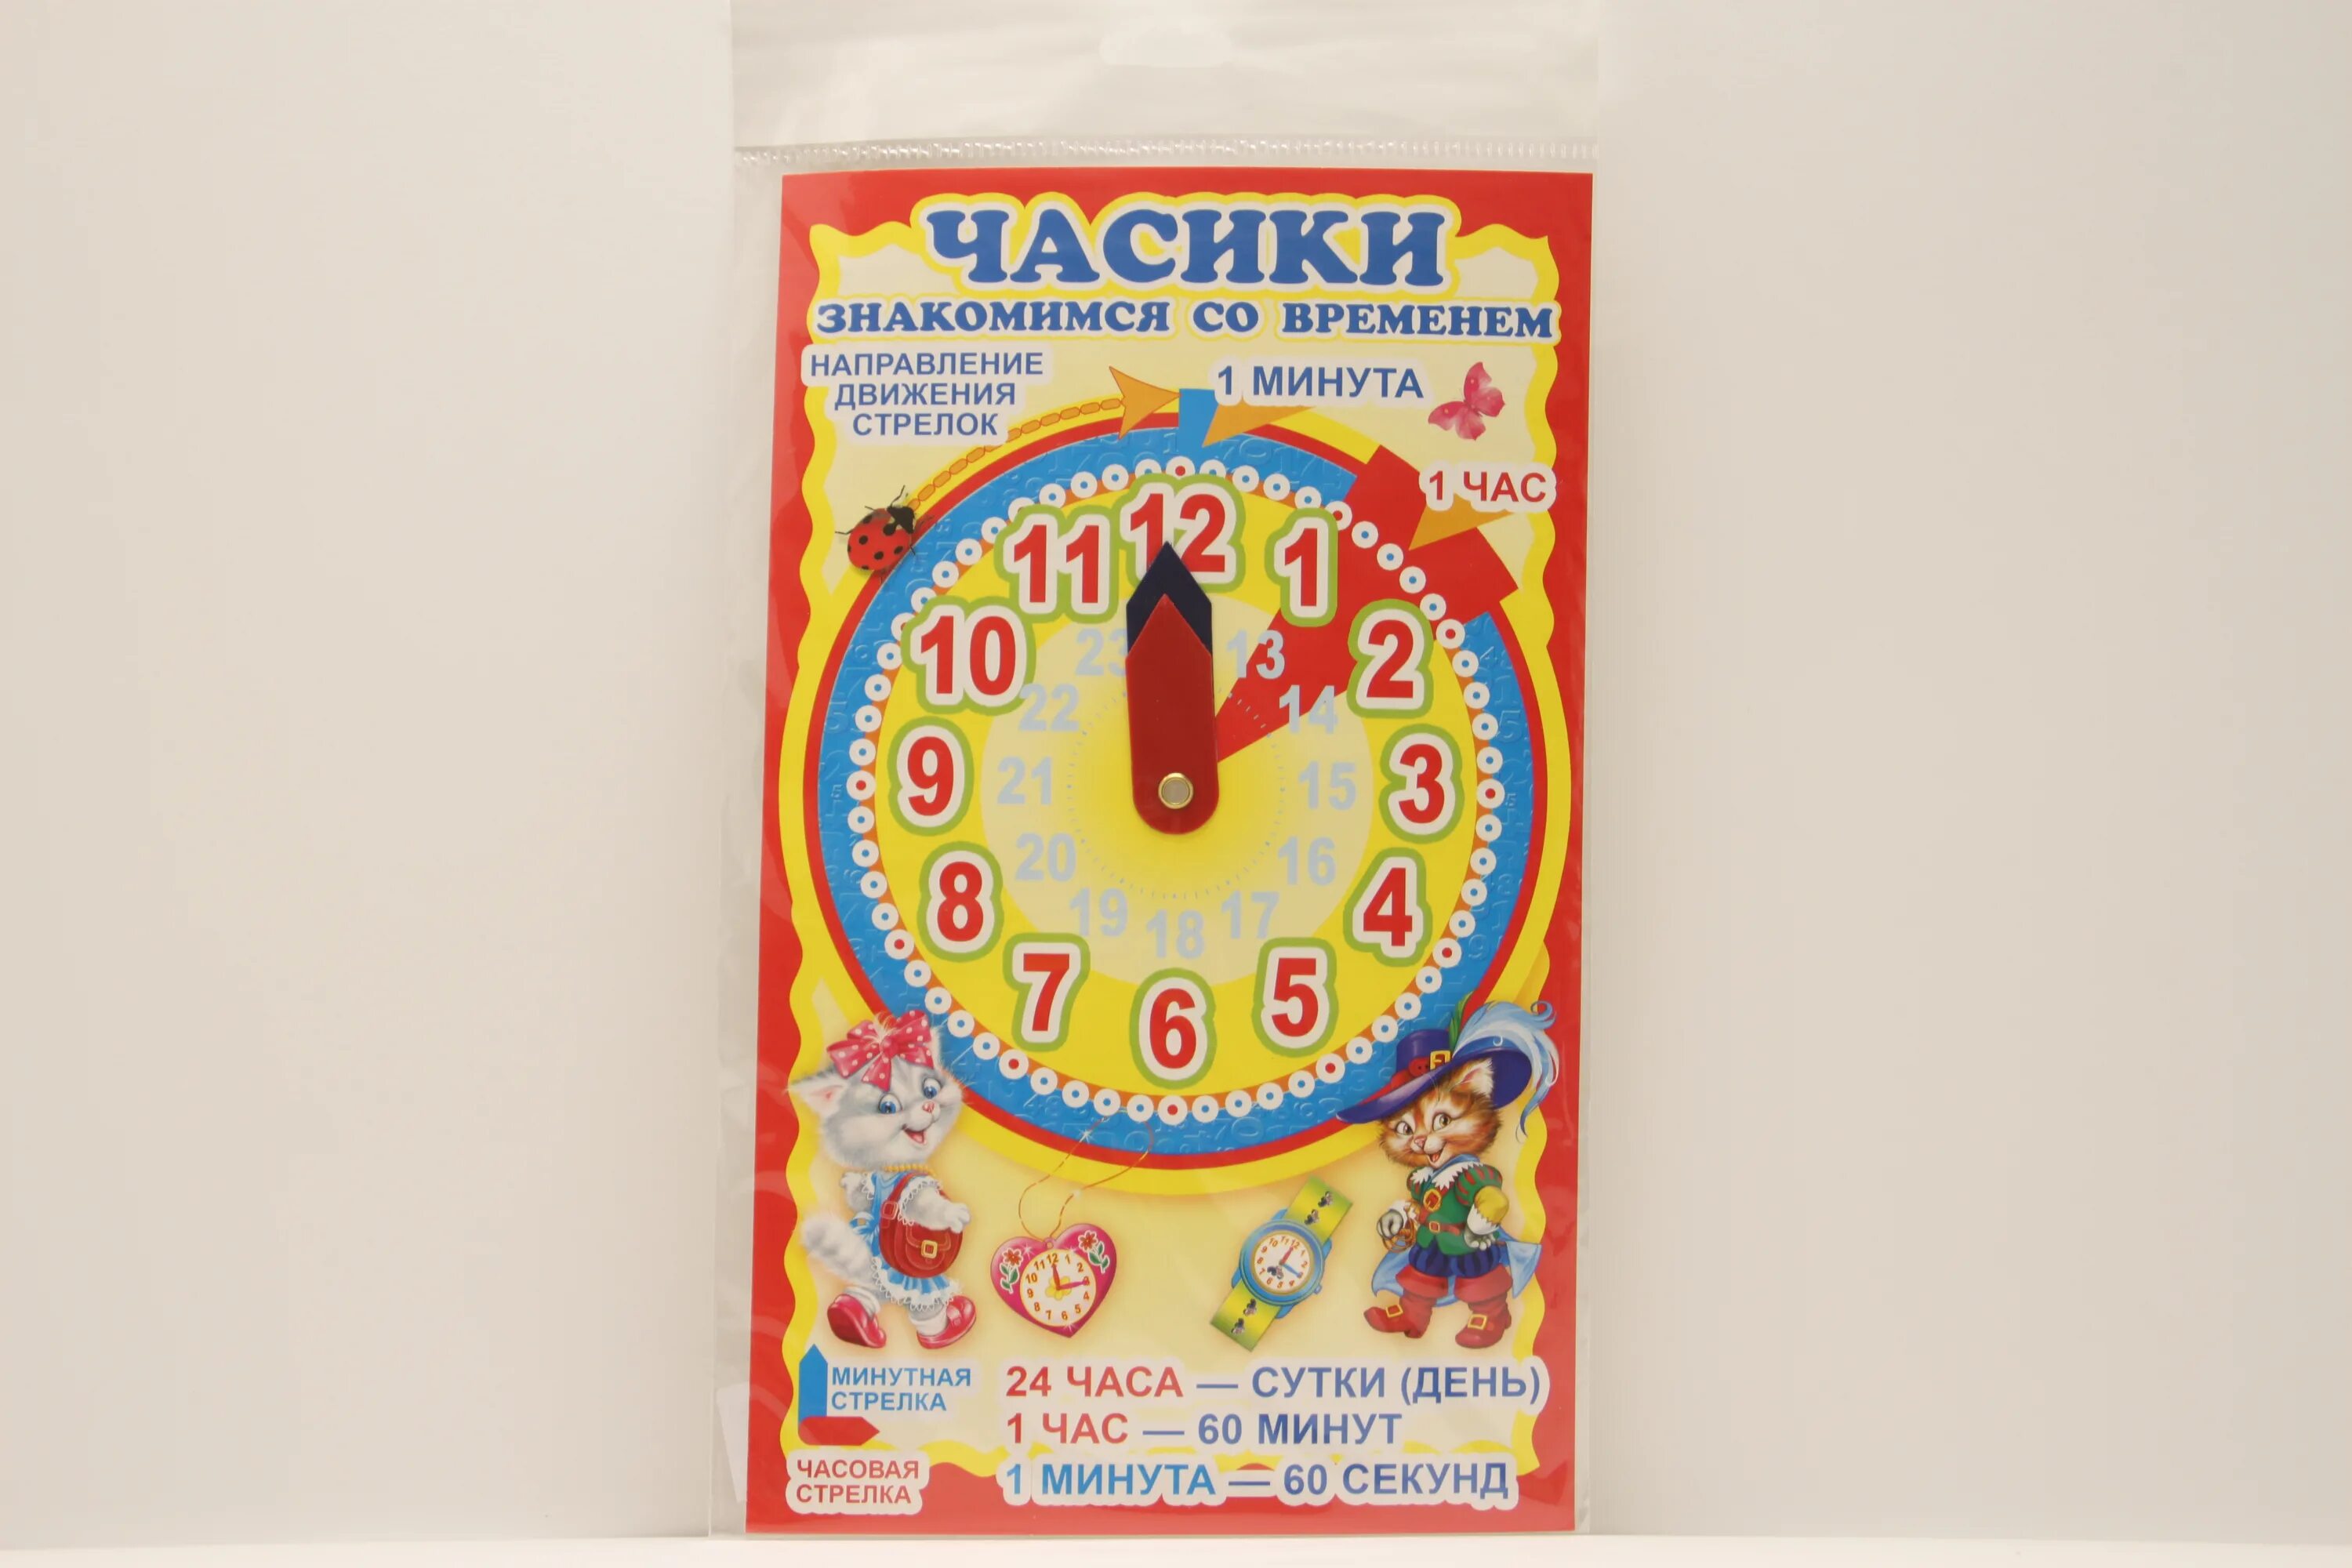 ЧАСИКИ
ЗНАКОМИМСЯ СО ВРЕМЕНЕМ
НАПРАВЛЕНИЕ
ДВИЖЕНИЯ
СТРЕЛОК
1 МИНУТА
1 ЧАС
12
11
1
10
2
9
3
8
4
7
5
6
23
13
22
14
21
15
20
16
19
17
18
МИНУТНАЯ
СТРЕЛКА
ЧАСОВАЯ
СТРЕЛКА
24 ЧАСА — СУТКИ (ДЕНЬ)
1 ЧАС — 60 МИНУТ
1 МИНУТА — 60 СЕКУНД